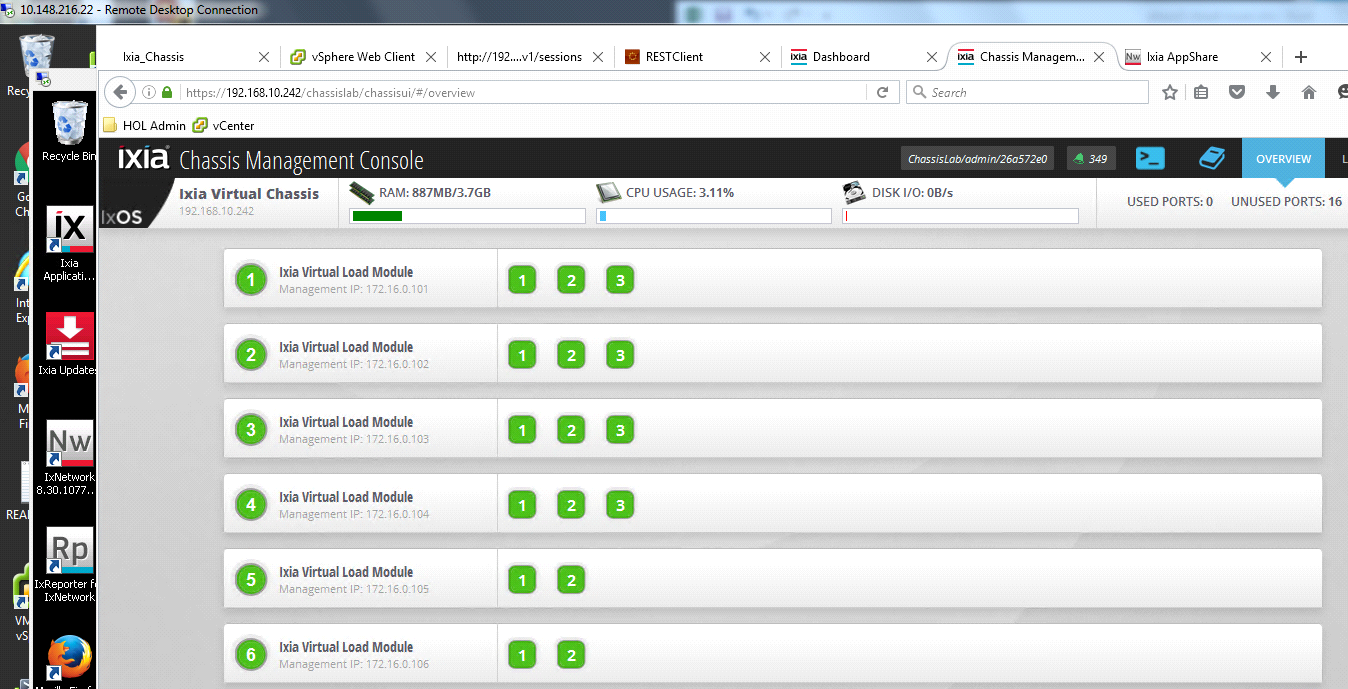 10.148.216.22 - Remote Desktop Connection
Ixia_Chassis
vSphere Web Client
http://192....v1/sessions
RESTClient
ixia Dashboard
ixia Chassis Managem...
Nw Ixia AppShare
https://192.168.10.242/chassislab/chassisui/#/overview
Search
HOL Admin
vCenter
ixia Chassis Management Console
ChassisLab/admin/26a572e0
349
OVERVIEW
IxOS
Ixia Virtual Chassis
192.168.10.242
RAM: 887MB/3.7GB
CPU USAGE: 3.11%
DISK I/O: 0B/s
USED PORTS: 0
UNUSED PORTS: 16
1 Ixia Virtual Load Module 1 2 3
Management IP: 172.16.0.101
2 Ixia Virtual Load Module 1 2 3
Management IP: 172.16.0.102
3 Ixia Virtual Load Module 1 2 3
Management IP: 172.16.0.103
4 Ixia Virtual Load Module 1 2 3
Management IP: 172.16.0.104
5 Ixia Virtual Load Module 1 2
Management IP: 172.16.0.105
6 Ixia Virtual Load Module 1 2
Management IP: 172.16.0.106
Recycle Bin
ix
Ixia
Applicati...
Ixia Update
Nw
IxNetwork
8.30.1077...
Rp
IxReporter f
IxNetwork